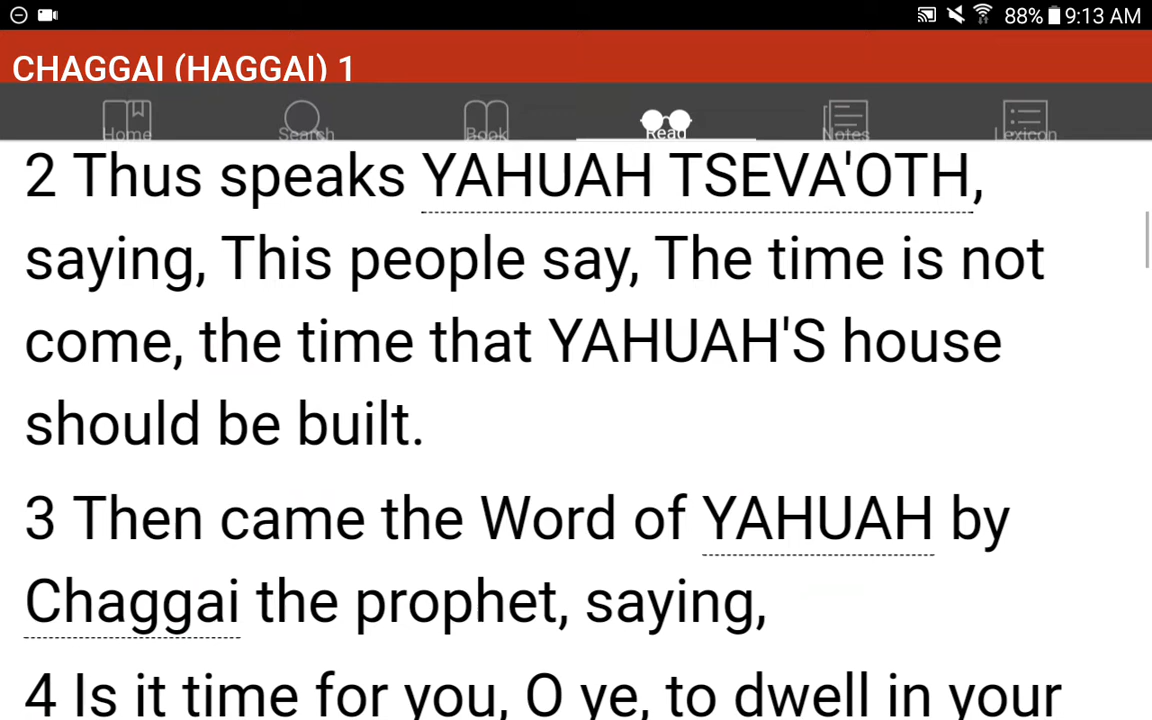 88% 9:13 AM
CHAGGAI (HAGGAI) 1
Home Search Book Read Notes Lexicon
2 Thus speaks YAHUAH TSEVA'OTH,
saying, This people say, The time is not
come, the time that YAHUAH'S house
should be built.
3 Then came the Word of YAHUAH by
Chaggai the prophet, saying,
4 Is it time for you, O ye, to dwell in your